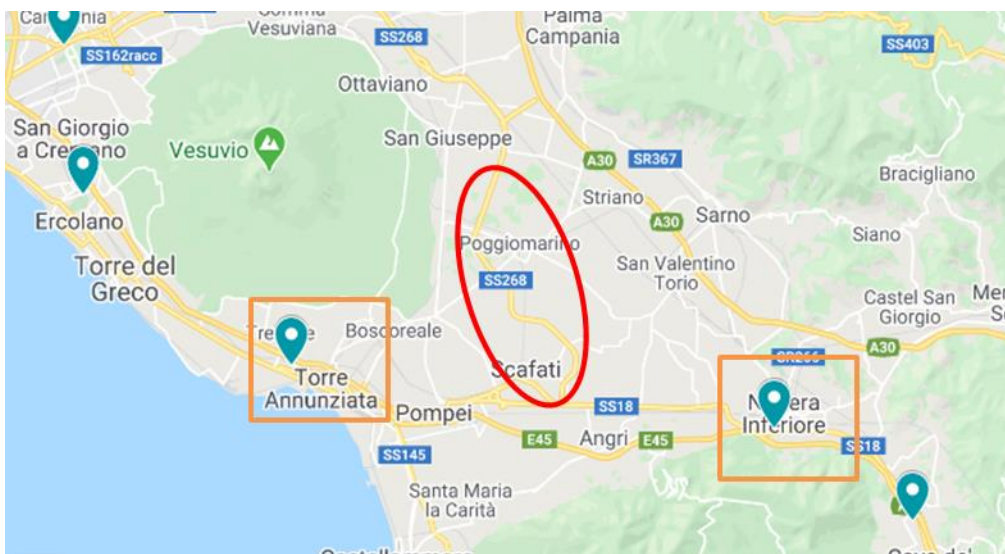 Vesuviana
Palma
Campania
SS268
SS403
SS162racc
Ottaviano
San Giorgio
San Giuseppe
Vesuvio
A30
SR367
Bracigliano
Striano
Ercolano
A30
Sarno
Siano
Poggiomarino
Torre del
Greco
SS268
San Valentino
Torio
Castel San
Giorgio
Boscoreale
A30
Scafati
Torre
Annunziata
Pompei
SS18
Inferiore
E45
Angri
E45
SS18
SS145
Santa Maria
la Carità